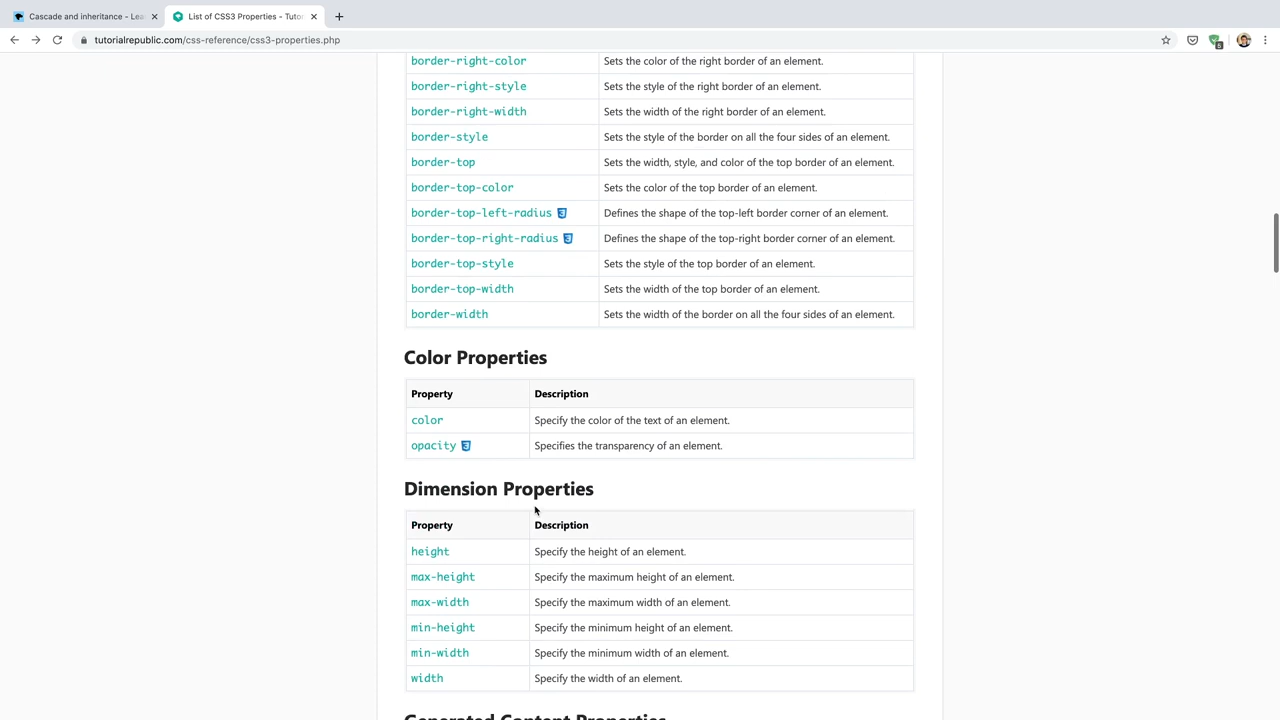 Cascade and inheritance - Lea
List of CSS3 Properties - Tutor
tutorialrepublic.com/css-reference/css3-properties.php
6
border-right-color Sets the color of the right border of an element.
border-right-style Sets the style of the right border of an element.
border-right-width Sets the width of the right border of an element.
border-style Sets the style of the border on all the four sides of an element.
border-top Sets the width, style, and color of the top border of an element.
border-top-color Sets the color of the top border of an element.
border-top-left-radius Defines the shape of the top-left border corner of an element.
border-top-right-radius Defines the shape of the top-right border corner of an element.
border-top-style Sets the style of the top border of an element.
border-top-width Sets the width of the top border of an element.
border-width Sets the width of the border on all the four sides of an element.
Color Properties
Property Description
color Specify the color of the text of an element.
opacity Specifies the transparency of an element.
Dimension Properties
Property Description
height Specify the height of an element.
max-height Specify the maximum height of an element.
max-width Specify the maximum width of an element.
min-height Specify the minimum height of an element.
min-width Specify the minimum width of an element.
width Specify the width of an element.
Generated Content Properties